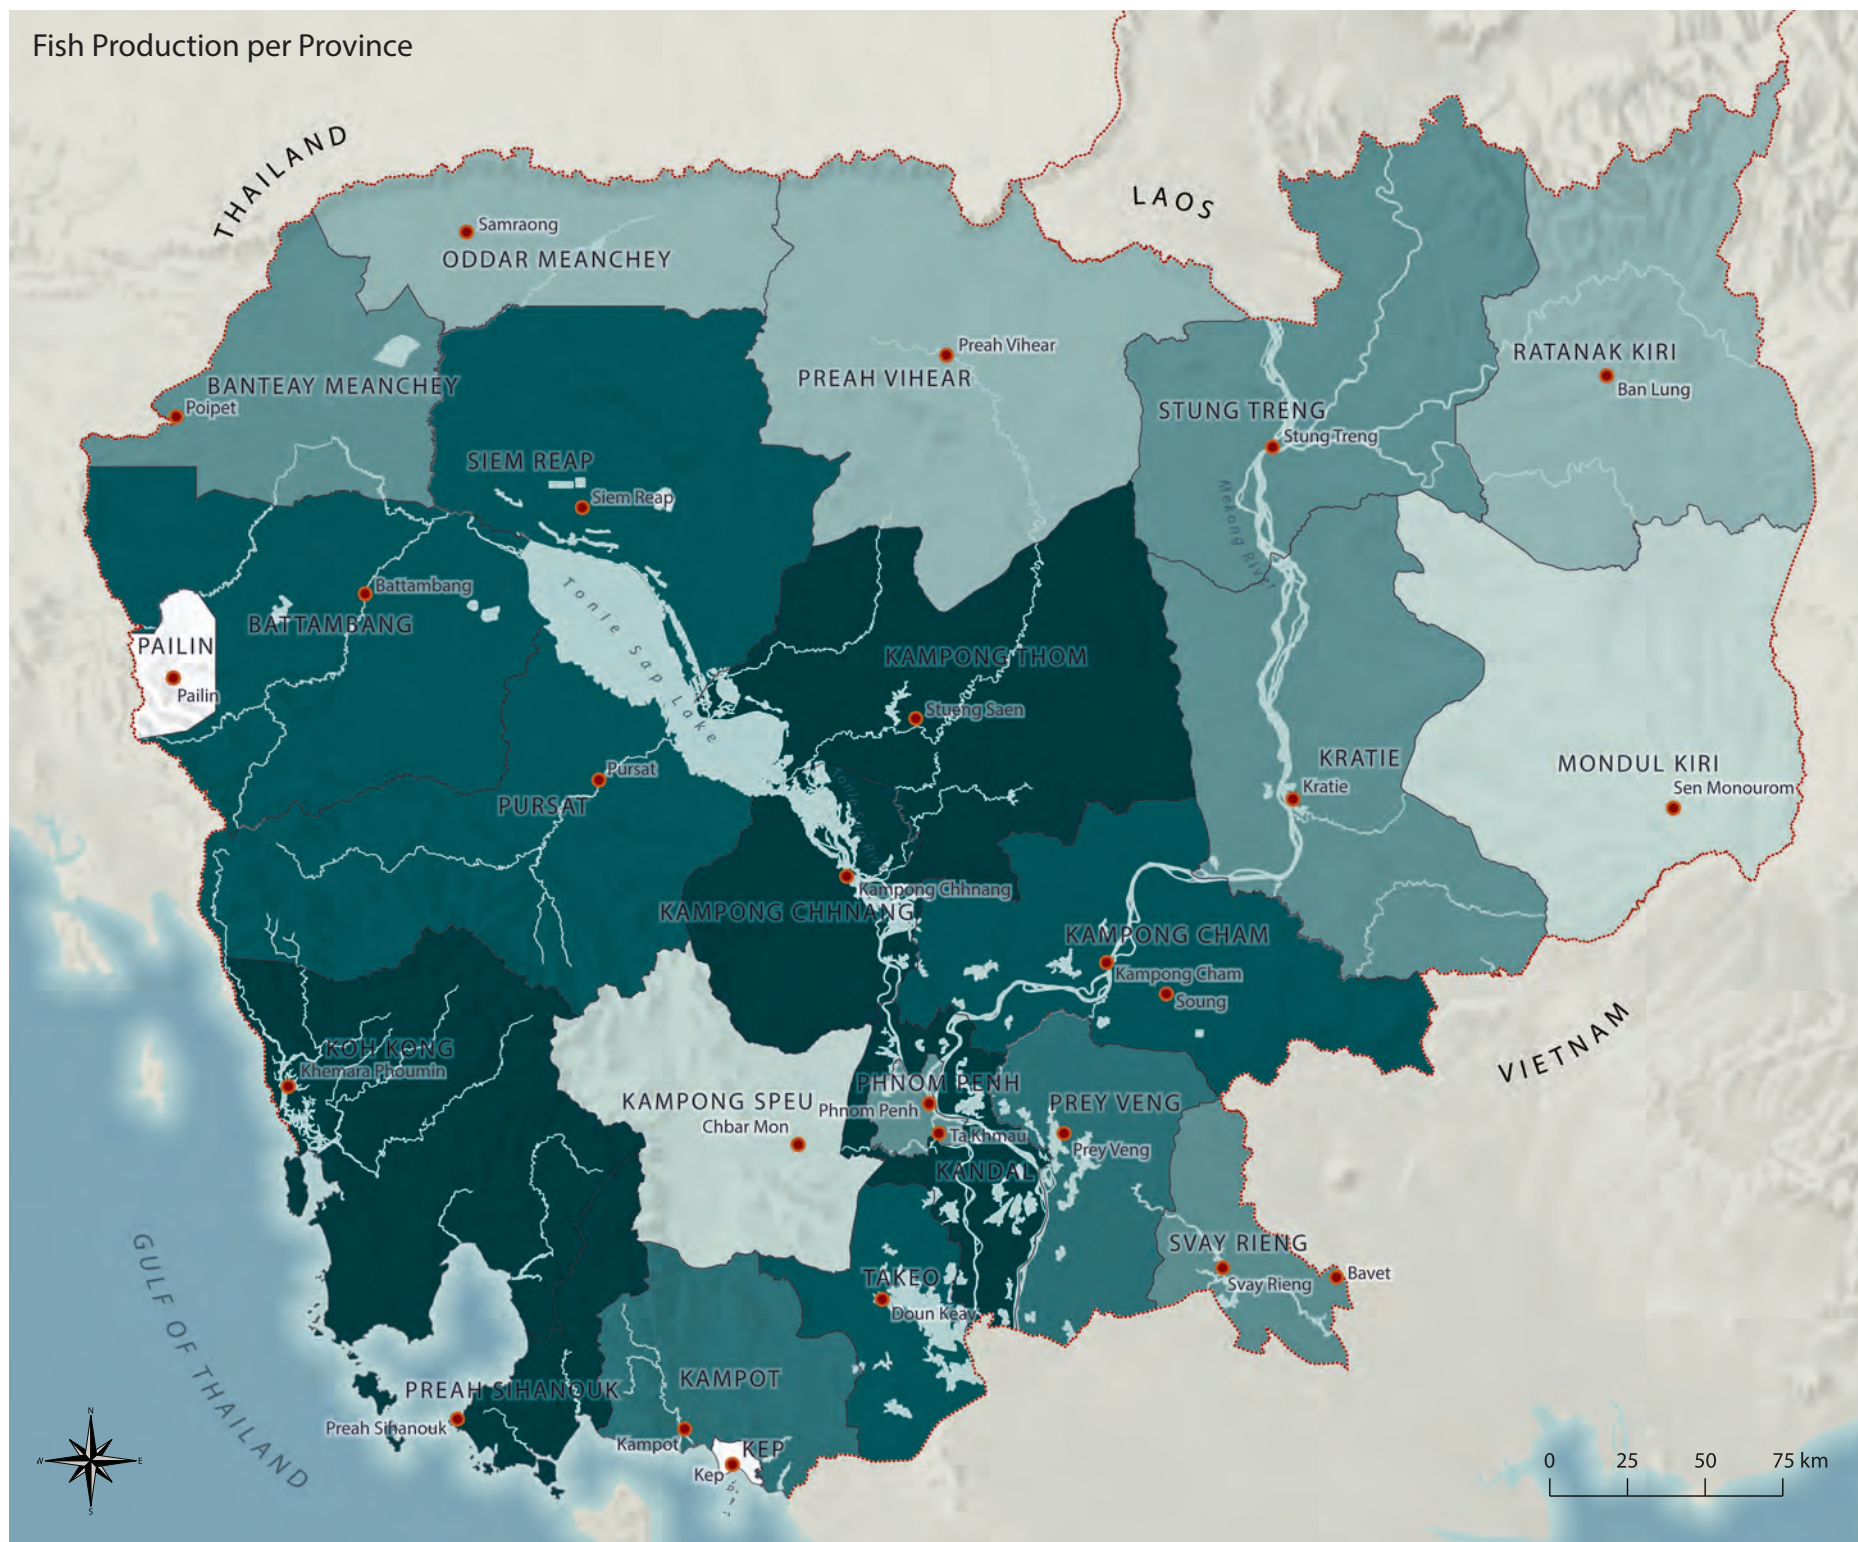 Fish Production per Province
THAILAND
LAOS
Samraong
ODDAR MEANCHEY
Preah Vihear
PREAH VIHEAR
RATANAK KIRI
Ban Lung
BANTEAY MEANCHEY
Poipet
STUNG TRENG
Stung Treng
SIEM REAP
Siem Reap
Mekong River
Battambang
BATTAMBANG
Tonle Sap Lake
PAILIN
Pailin
KAMPONG THOM
Stueng Saen
KRATIE
Kratie
MONDUL KIRI
Sen Monourom
Pursat
PURSAT
Kampong Chhnang
KAMPONG CHHNANG
KAMPONG CHAM
Kampong Cham
Soung
VIETNAM
KOH KONG
Khemara Phoumin
PHNOM PENH
Phnom Penh
KAMPONG SPEU
Chbar Mon
PREY VENG
Prey Veng
Ta Khmau
KANDAL
SVAY RIENG
Svay Rieng
Bavet
TAKEO
Doun Keav
GULF OF THAILAND
KAMPOT
Kampot
PREAH SIHANOUK
Preah Sihanouk
KEP
Kep
N
W
E
S
0 25 50 75 km